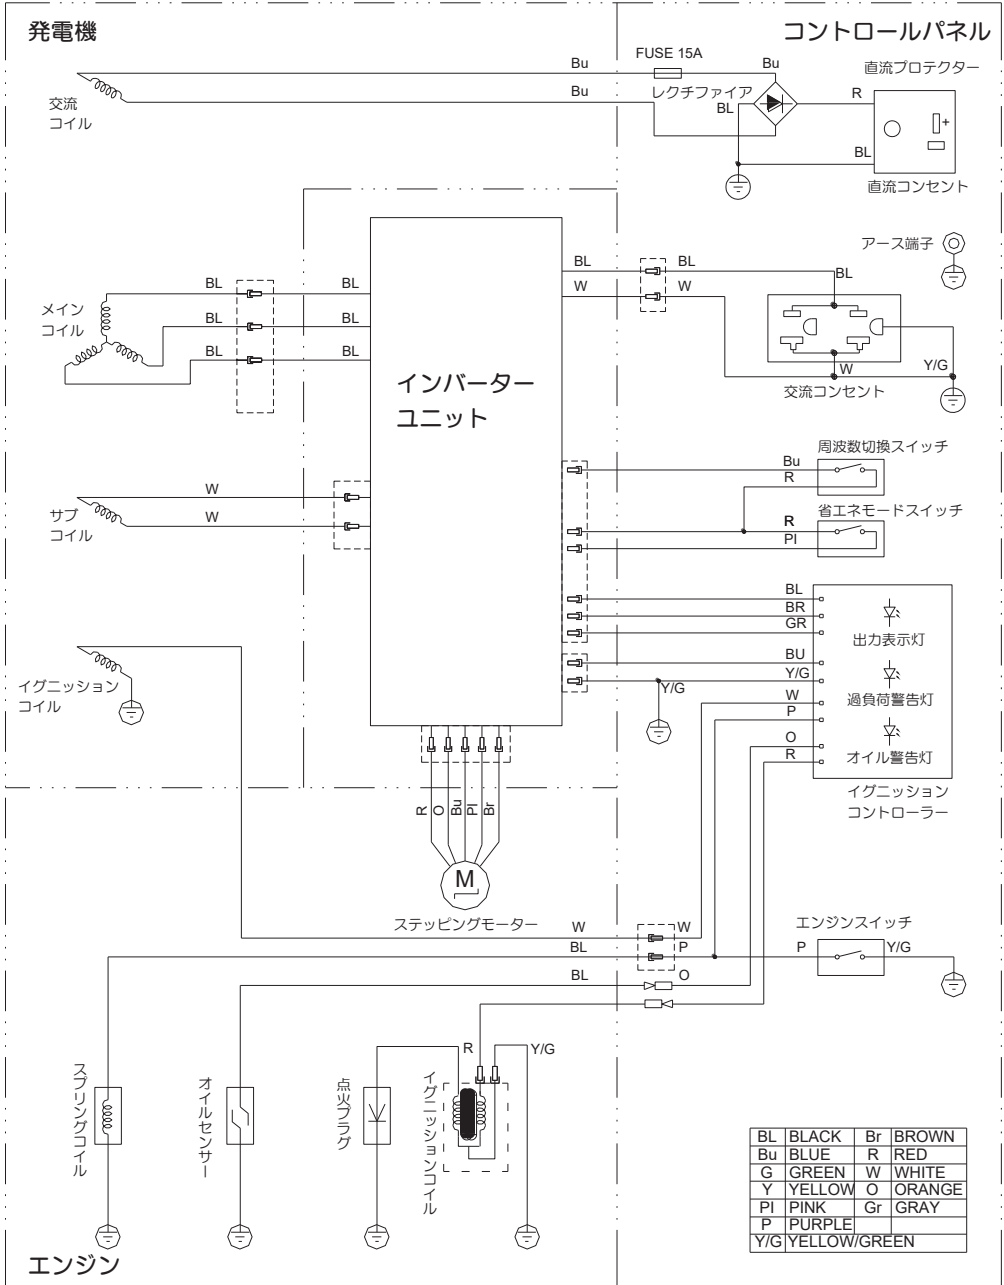 発電機
コントロールパネル
Bu
FUSE 15A
Bu
直流プロテクター
交流
コイル
Bu
レクチファイア
BL
R
+
BL
直流コンセント
アース端子
メイン
コイル
BL
BL
BL
BL
BL
BL
BL
BL
BL
W
W
W
Y/G
交流コンセント
インバーター
ユニット
サブ
コイル
W
W
周波数切換スイッチ
Bu
R
省エネモードスイッチ
R
PI
BL
BR
GR
BU
Y/G
Y/G
W
P
O
R
出力表示灯
過負荷警告灯
オイル警告灯
イグニッション
コントローラー
イグニッション
コイル
R
O
Bu
PI
Br
M
ステッピングモーター
W
W
BL
P
BL
O
エンジンスイッチ
P
Y/G
R
Y/G
スプリングコイル
オイルセンサー
点火プラグ
イグニッションコイル
BL BLACK Br BROWN
Bu BLUE R RED
G GREEN W WHITE
Y YELLOW O ORANGE
PI PINK Gr GRAY
P PURPLE
Y/G YELLOW/GREEN
エンジン